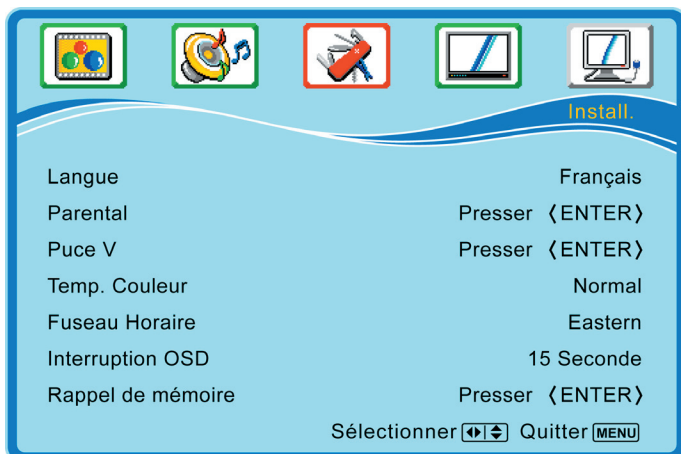 Install.
Langue Français
Parental Presser 〈ENTER〉
Puce V Presser 〈ENTER〉
Temp. Couleur Normal
Fuseau Horaire Eastern
Interruption OSD 15 Seconde
Rappel de mémoire Presser 〈ENTER〉
Sélectionner Quitter MENU